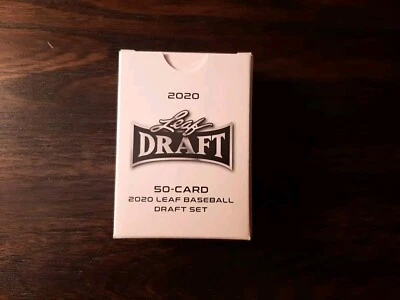 2020
Leaf
DRAFT
50-CARD
2020 LEAF BASEBALL
DRAFT SET